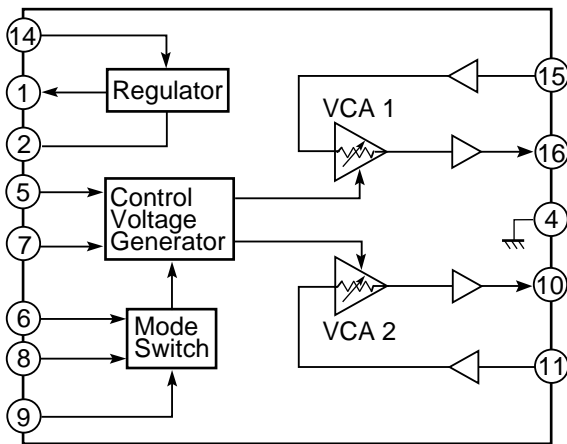 14
15
1
Regulator
VCA 1
2
16
5
Control
Voltage
Generator
4
7
10
6
Mode
Switch
VCA 2
8
11
9